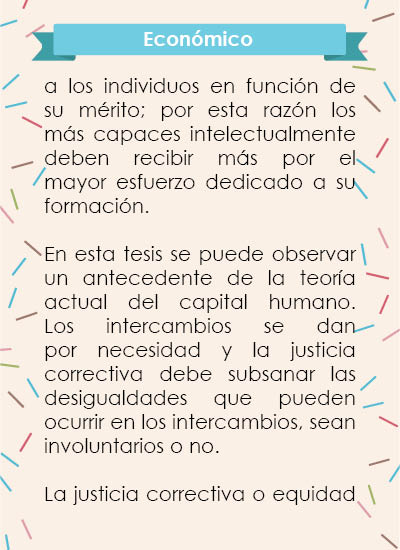 Económico
a los individuos en función de
su mérito; por esta razón los
más capaces intelectualmente
deben recibir más por el
mayor esfuerzo dedicado a su
formación.
En esta tesis se puede observar
un antecedente de la teoría
actual del capital humano.
Los intercambios se dan
por necesidad y la justicia
correctiva debe subsanar las
desigualdades que pueden
ocurrir en los intercambios, sean
involuntarios o no.
La justicia correctiva o equidad